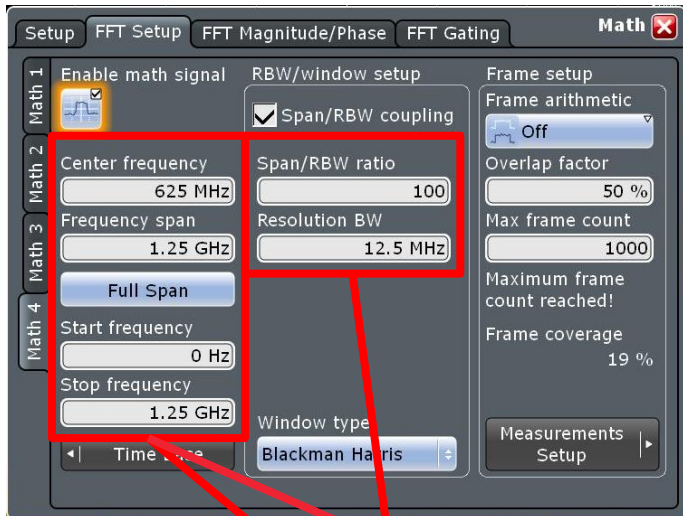 Setup FFT Setup FFT Magnitude/Phase FFT Gating Math
Math 1
Math 2
Math 3
Math 4
Enable math signal
Center frequency
625 MHz
Frequency span
1.25 GHz
Full Span
Start frequency
0 Hz
Stop frequency
1.25 GHz
Time Base
RBW/window setup
Span/RBW coupling
Span/RBW ratio
100
Resolution BW
12.5 MHz
Window type
Blackman Harris
Frame setup
Frame arithmetic
Off
Overlap factor
50 %
Max frame count
1000
Maximum frame
count reached!
Frame coverage
19 %
Measurements
Setup